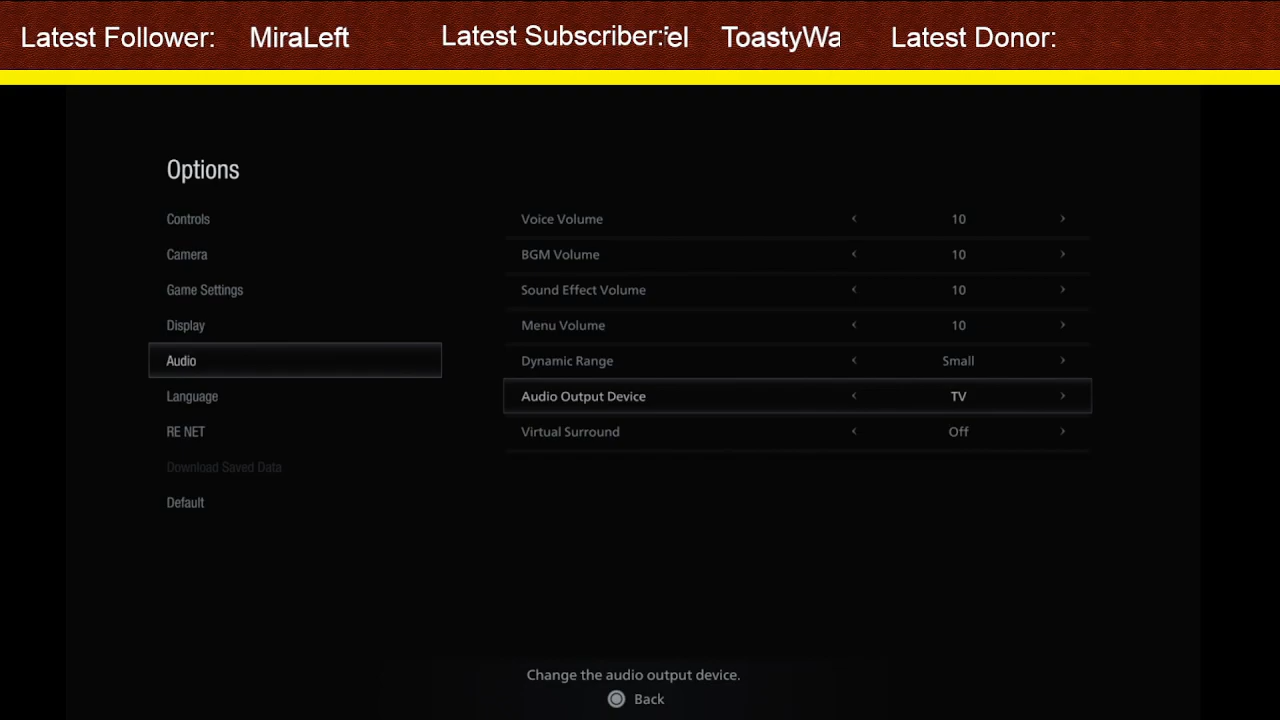 Latest Follower: MiraLeft Latest Subscriber: el ToastyWa Latest Donor:
Options
Controls
Camera
Game Settings
Display
Audio
Language
RE NET
Download Saved Data
Default
Voice Volume 10
BGM Volume 10
Sound Effect Volume 10
Menu Volume 10
Dynamic Range Small
Audio Output Device TV
Virtual Surround Off
Change the audio output device.
Back